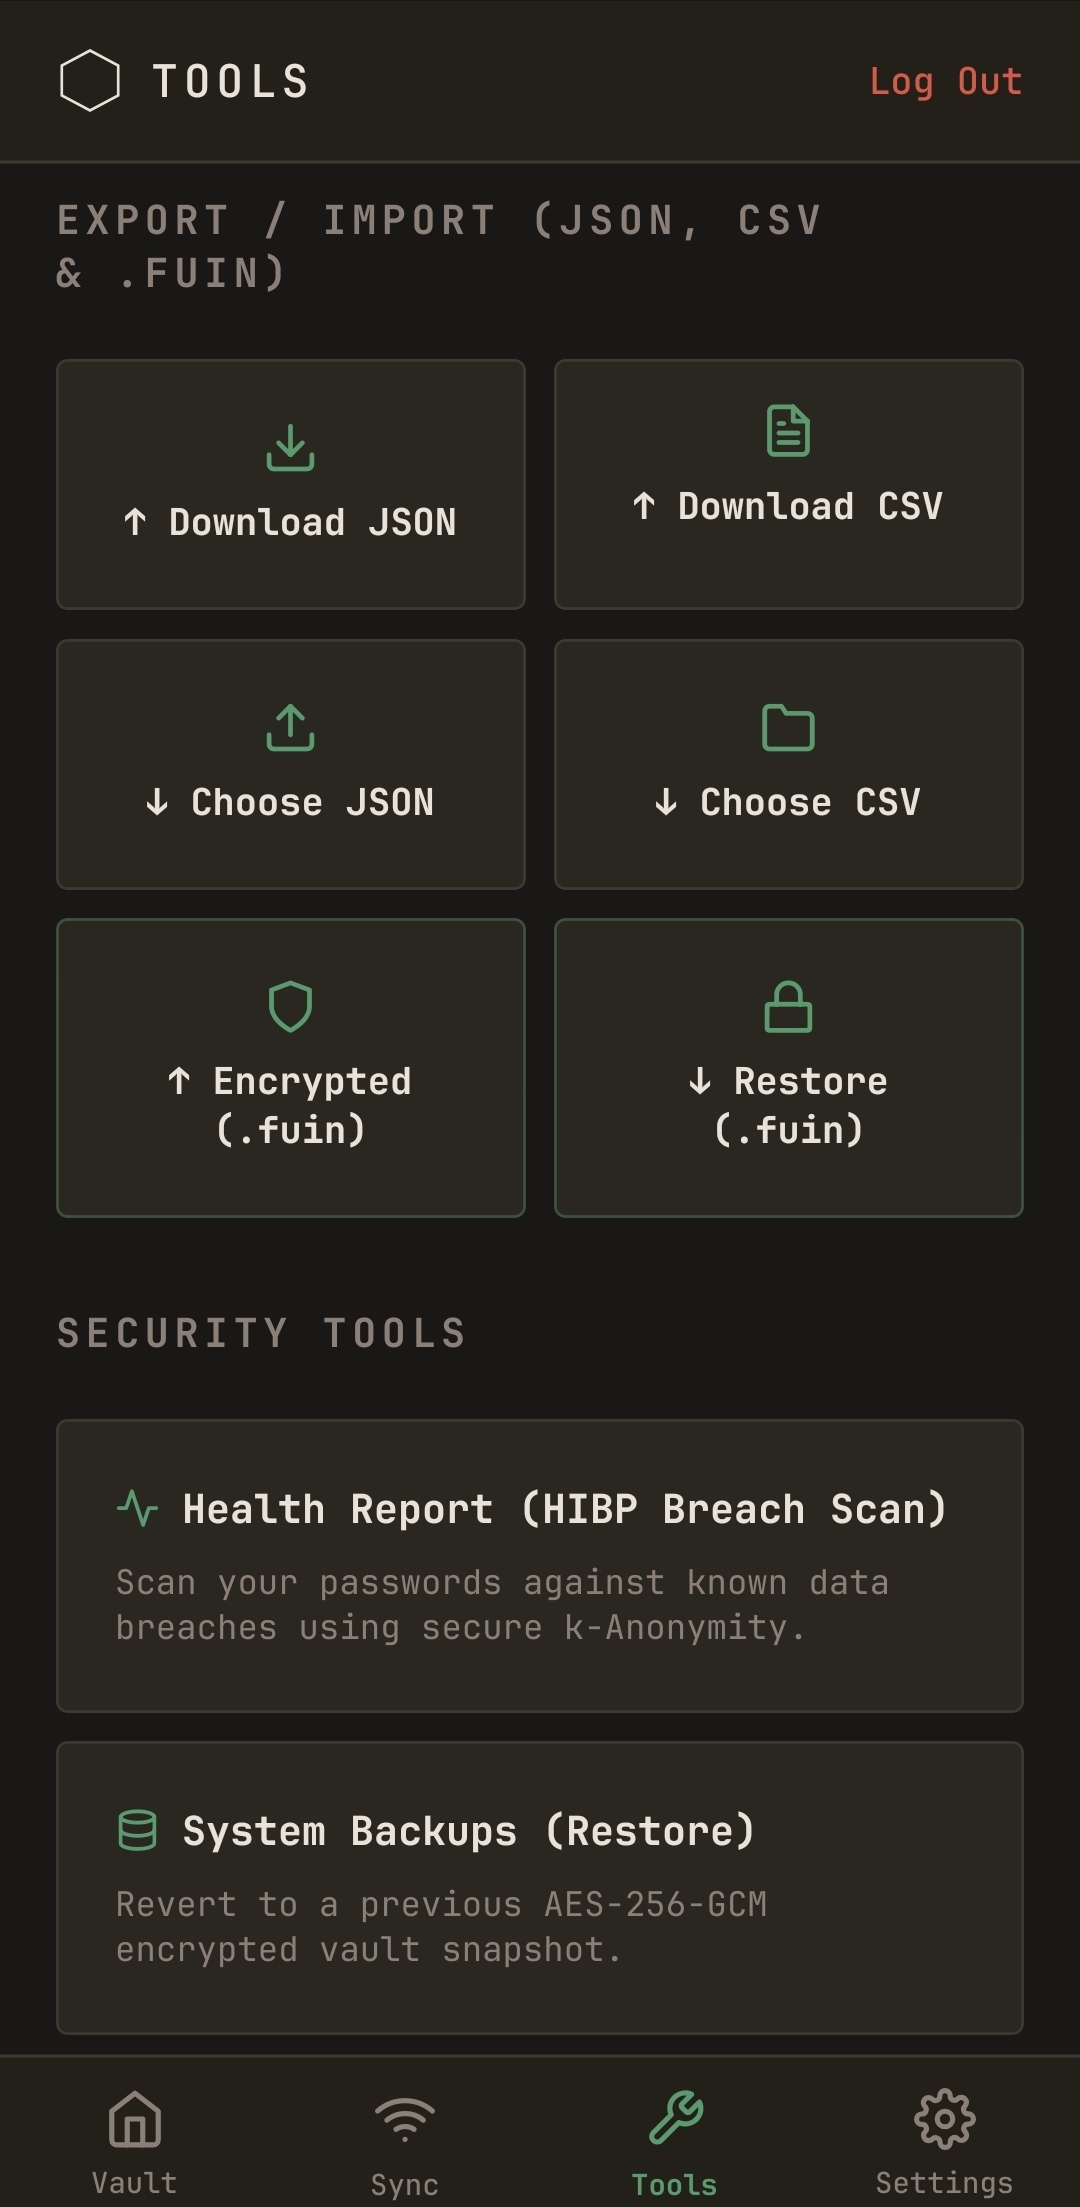 TOOLS
Log Out
EXPORT / IMPORT (JSON, CSV
& .FUIN)
↑ Download JSON
↑ Download CSV
↓ Choose JSON
↓ Choose CSV
↑ Encrypted
(.fuin)
↓ Restore
(.fuin)
SECURITY TOOLS
Health Report (HIBP Breach Scan)
Scan your passwords against known data
breaches using secure k-Anonymity.
System Backups (Restore)
Revert to a previous AES-256-GCM
encrypted vault snapshot.
Vault
Sync
Tools
Settings